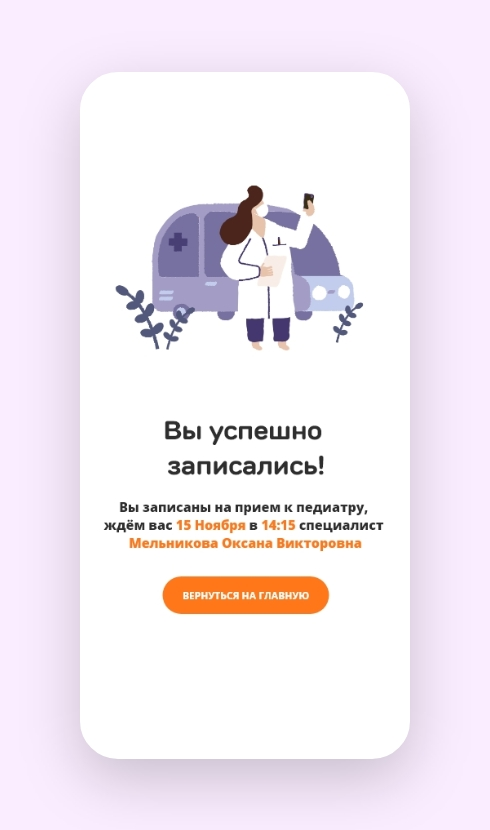 Вы успешно
записались!
Вы записаны на прием к педиатру,
ждём вас 15 Ноября в 14:15 специалист
Мельникова Оксана Викторовна
ВЕРНУТЬСЯ НА ГЛАВНУЮ